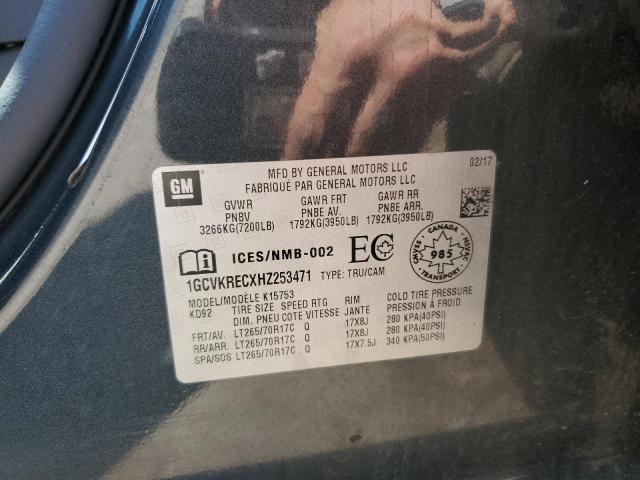 GM
MFD BY GENERAL MOTORS LLC 02/17
FABRIQUÉ PAR GENERAL MOTORS LLC
GVWR GAWR FRT GAWR RR
PNBV PNBE AV. PNBE ARR.
3266KG(7200LB) 1792KG(3950LB) 1792KG(3950LB)
ICES/NMB-002 EC CANADA 985 CMVSS NSVAC
1GCVKRECXHZ253471 TYPE: TRU/CAM
MODEL/MODÈLE K15753
KD92 TIRE SIZE SPEED RTG RIM COLD TIRE PRESSURE
DIM. PNEU COTE VITESSE JANTE PRESSION À FROID
FRT/AV. LT265/70R17C Q 17X8J 280 KPA(40PSI)
RR/ARR. LT265/70R17C Q 17X8J 280 KPA(40PSI)
SPA/SOS LT265/70R17C Q 17X7.5J 340 KPA(50PSI)